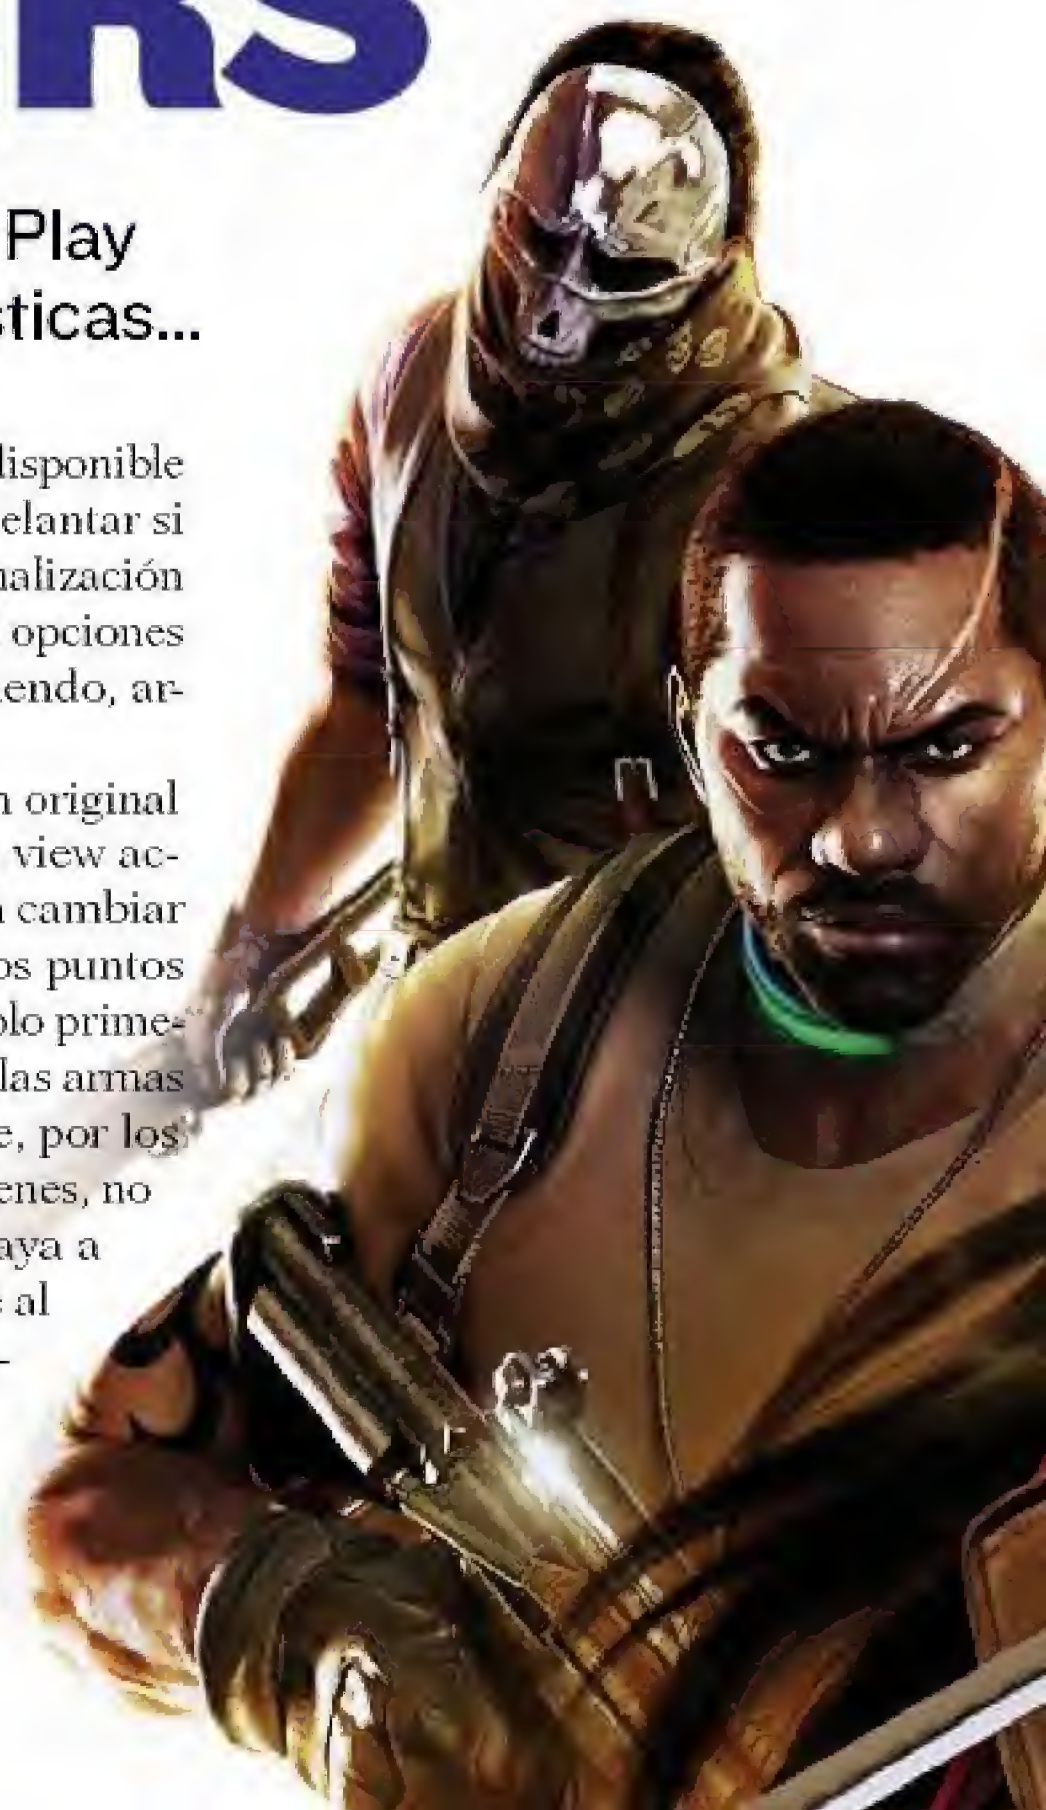 RS
Play
sticas...
disponible
elantar si
nalización
opciones
iendo, ar-
n original
view ac-
n cambiar
os puntos
olo prime-
las armas
e, por los
enes, no
aya a
e al
-